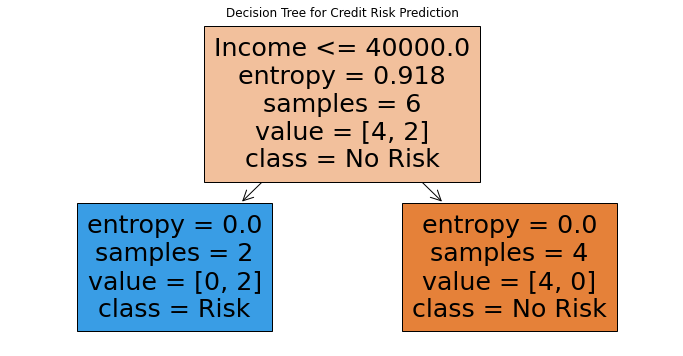 Decision Tree for Credit Risk Prediction
Income <= 40000.0
entropy = 0.918
samples = 6
value = [4, 2]
class = No Risk
entropy = 0.0
samples = 2
value = [0, 2]
class = Risk
entropy = 0.0
samples = 4
value = [4, 0]
class = No Risk